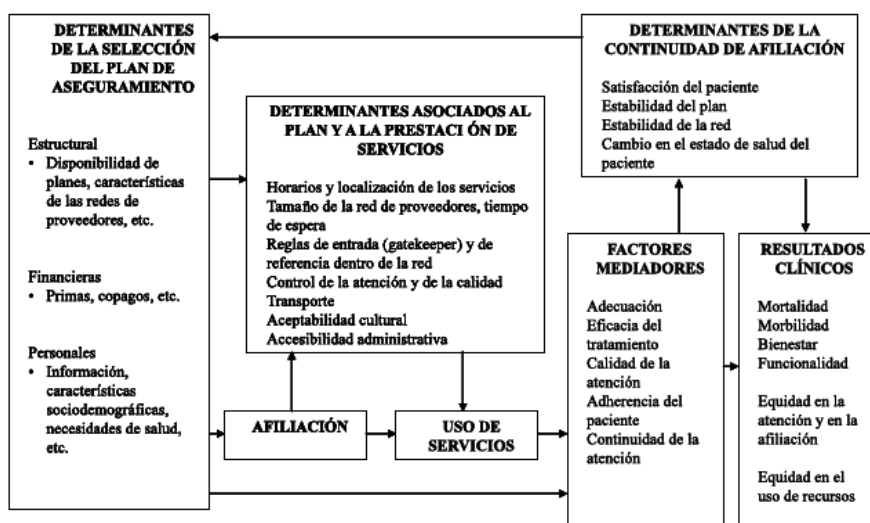 DETERMINANTES
DE LA SELECCIÓN
DEL PLAN DE
ASEGURAMIENTO
Estructural
• Disponibilidad de
planes, características
de las redes de
proveedores, etc.
Financieras
• Primas, copagos, etc.
Personales
• Información,
características
sociodemográficas,
necesidades de salud,
etc.
DETERMINANTES ASOCIADOS AL
PLAN Y A LA PRESTACI ÓN DE
SERVICIOS
Horarios y localización de los servicios
Tamaño de la red de proveedores, tiempo
de espera
Reglas de entrada (gatekeeper) y de
referencia dentro de la red
Control de la atención y de la calidad
Transporte
Aceptabilidad cultural
Accesibilidad administrativa
AFILIACIÓN
USO DE
SERVICIOS
DETERMINANTES DE LA
CONTINUIDAD DE AFILIACIÓN
Satisfacción del paciente
Estabilidad del plan
Estabilidad de la red
Cambio en el estado de salud del
paciente
FACTORES
MEDIADORES
Adecuación
Eficacia del
tratamiento
Calidad de la
atención
Adherencia del
paciente
Continuidad de la
atención
RESULTADOS
CLÍNICOS
Mortalidad
Morbilidad
Bienestar
Funcionalidad
Equidad en la
atención y en la
afiliación
Equidad en el
uso de recursos